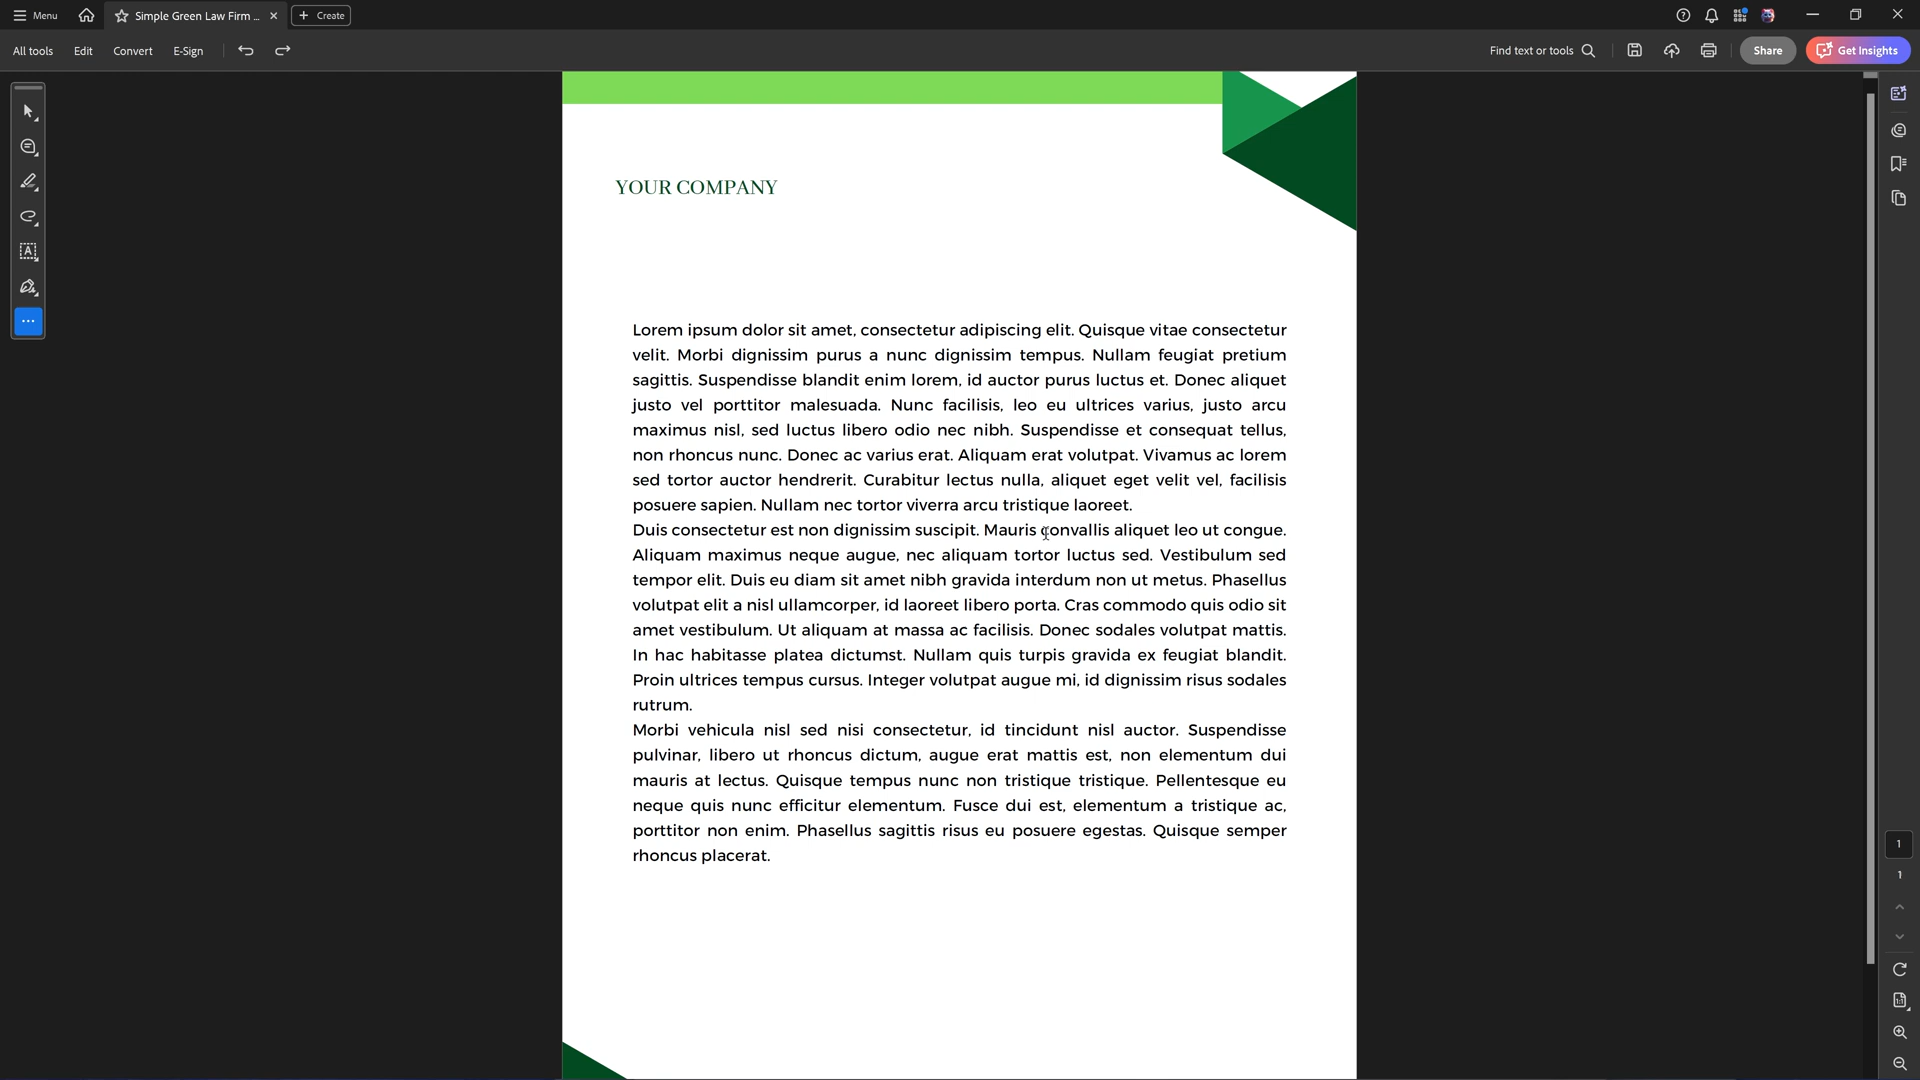 Menu
Simple Green Law Firm ...
Create
All tools
Edit
Convert
E-Sign
Find text or tools
Share
Get Insights
YOUR COMPANY
Lorem ipsum dolor sit amet, consectetur adipiscing elit. Quisque vitae consectetur
velit. Morbi dignissim purus a nunc dignissim tempus. Nullam feugiat pretium
sagittis. Suspendisse blandit enim lorem, id auctor purus luctus et. Donec aliquet
justo vel porttitor malesuada. Nunc facilisis, leo eu ultrices varius, justo arcu
maximus nisl, sed luctus libero odio nec nibh. Suspendisse et consequat tellus,
non rhoncus nunc. Donec ac varius erat. Aliquam erat volutpat. Vivamus ac lorem
sed tortor auctor hendrerit. Curabitur lectus nulla, aliquet eget velit vel, facilisis
posuere sapien. Nullam nec tortor viverra arcu tristique laoreet.
Duis consectetur est non dignissim suscipit. Mauris convallis aliquet leo ut congue.
Aliquam maximus neque augue, nec aliquam tortor luctus sed. Vestibulum sed
tempor elit. Duis eu diam sit amet nibh gravida interdum non ut metus. Phasellus
volutpat elit a nisl ullamcorper, id laoreet libero porta. Cras commodo quis odio sit
amet vestibulum. Ut aliquam at massa ac facilisis. Donec sodales volutpat mattis.
In hac habitasse platea dictumst. Nullam quis turpis gravida ex feugiat blandit.
Proin ultrices tempus cursus. Integer volutpat augue mi, id dignissim risus sodales
rutrum.
Morbi vehicula nisl sed nisi consectetur, id tincidunt nisl auctor. Suspendisse
pulvinar, libero ut rhoncus dictum, augue erat mattis est, non elementum dui
mauris at lectus. Quisque tempus nunc non tristique tristique. Pellentesque eu
neque quis nunc efficitur elementum. Fusce dui est, elementum a tristique ac,
porttitor non enim. Phasellus sagittis risus eu posuere egestas. Quisque semper
rhoncus placerat.
1
1